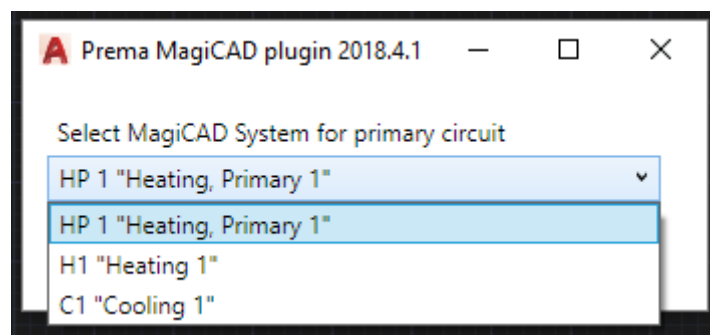 Prema MagiCAD plugin 2018.4.1
Select MagiCAD System for primary circuit
HP 1 "Heating, Primary 1"
HP 1 "Heating, Primary 1"
H1 "Heating 1"
C1 "Cooling 1"